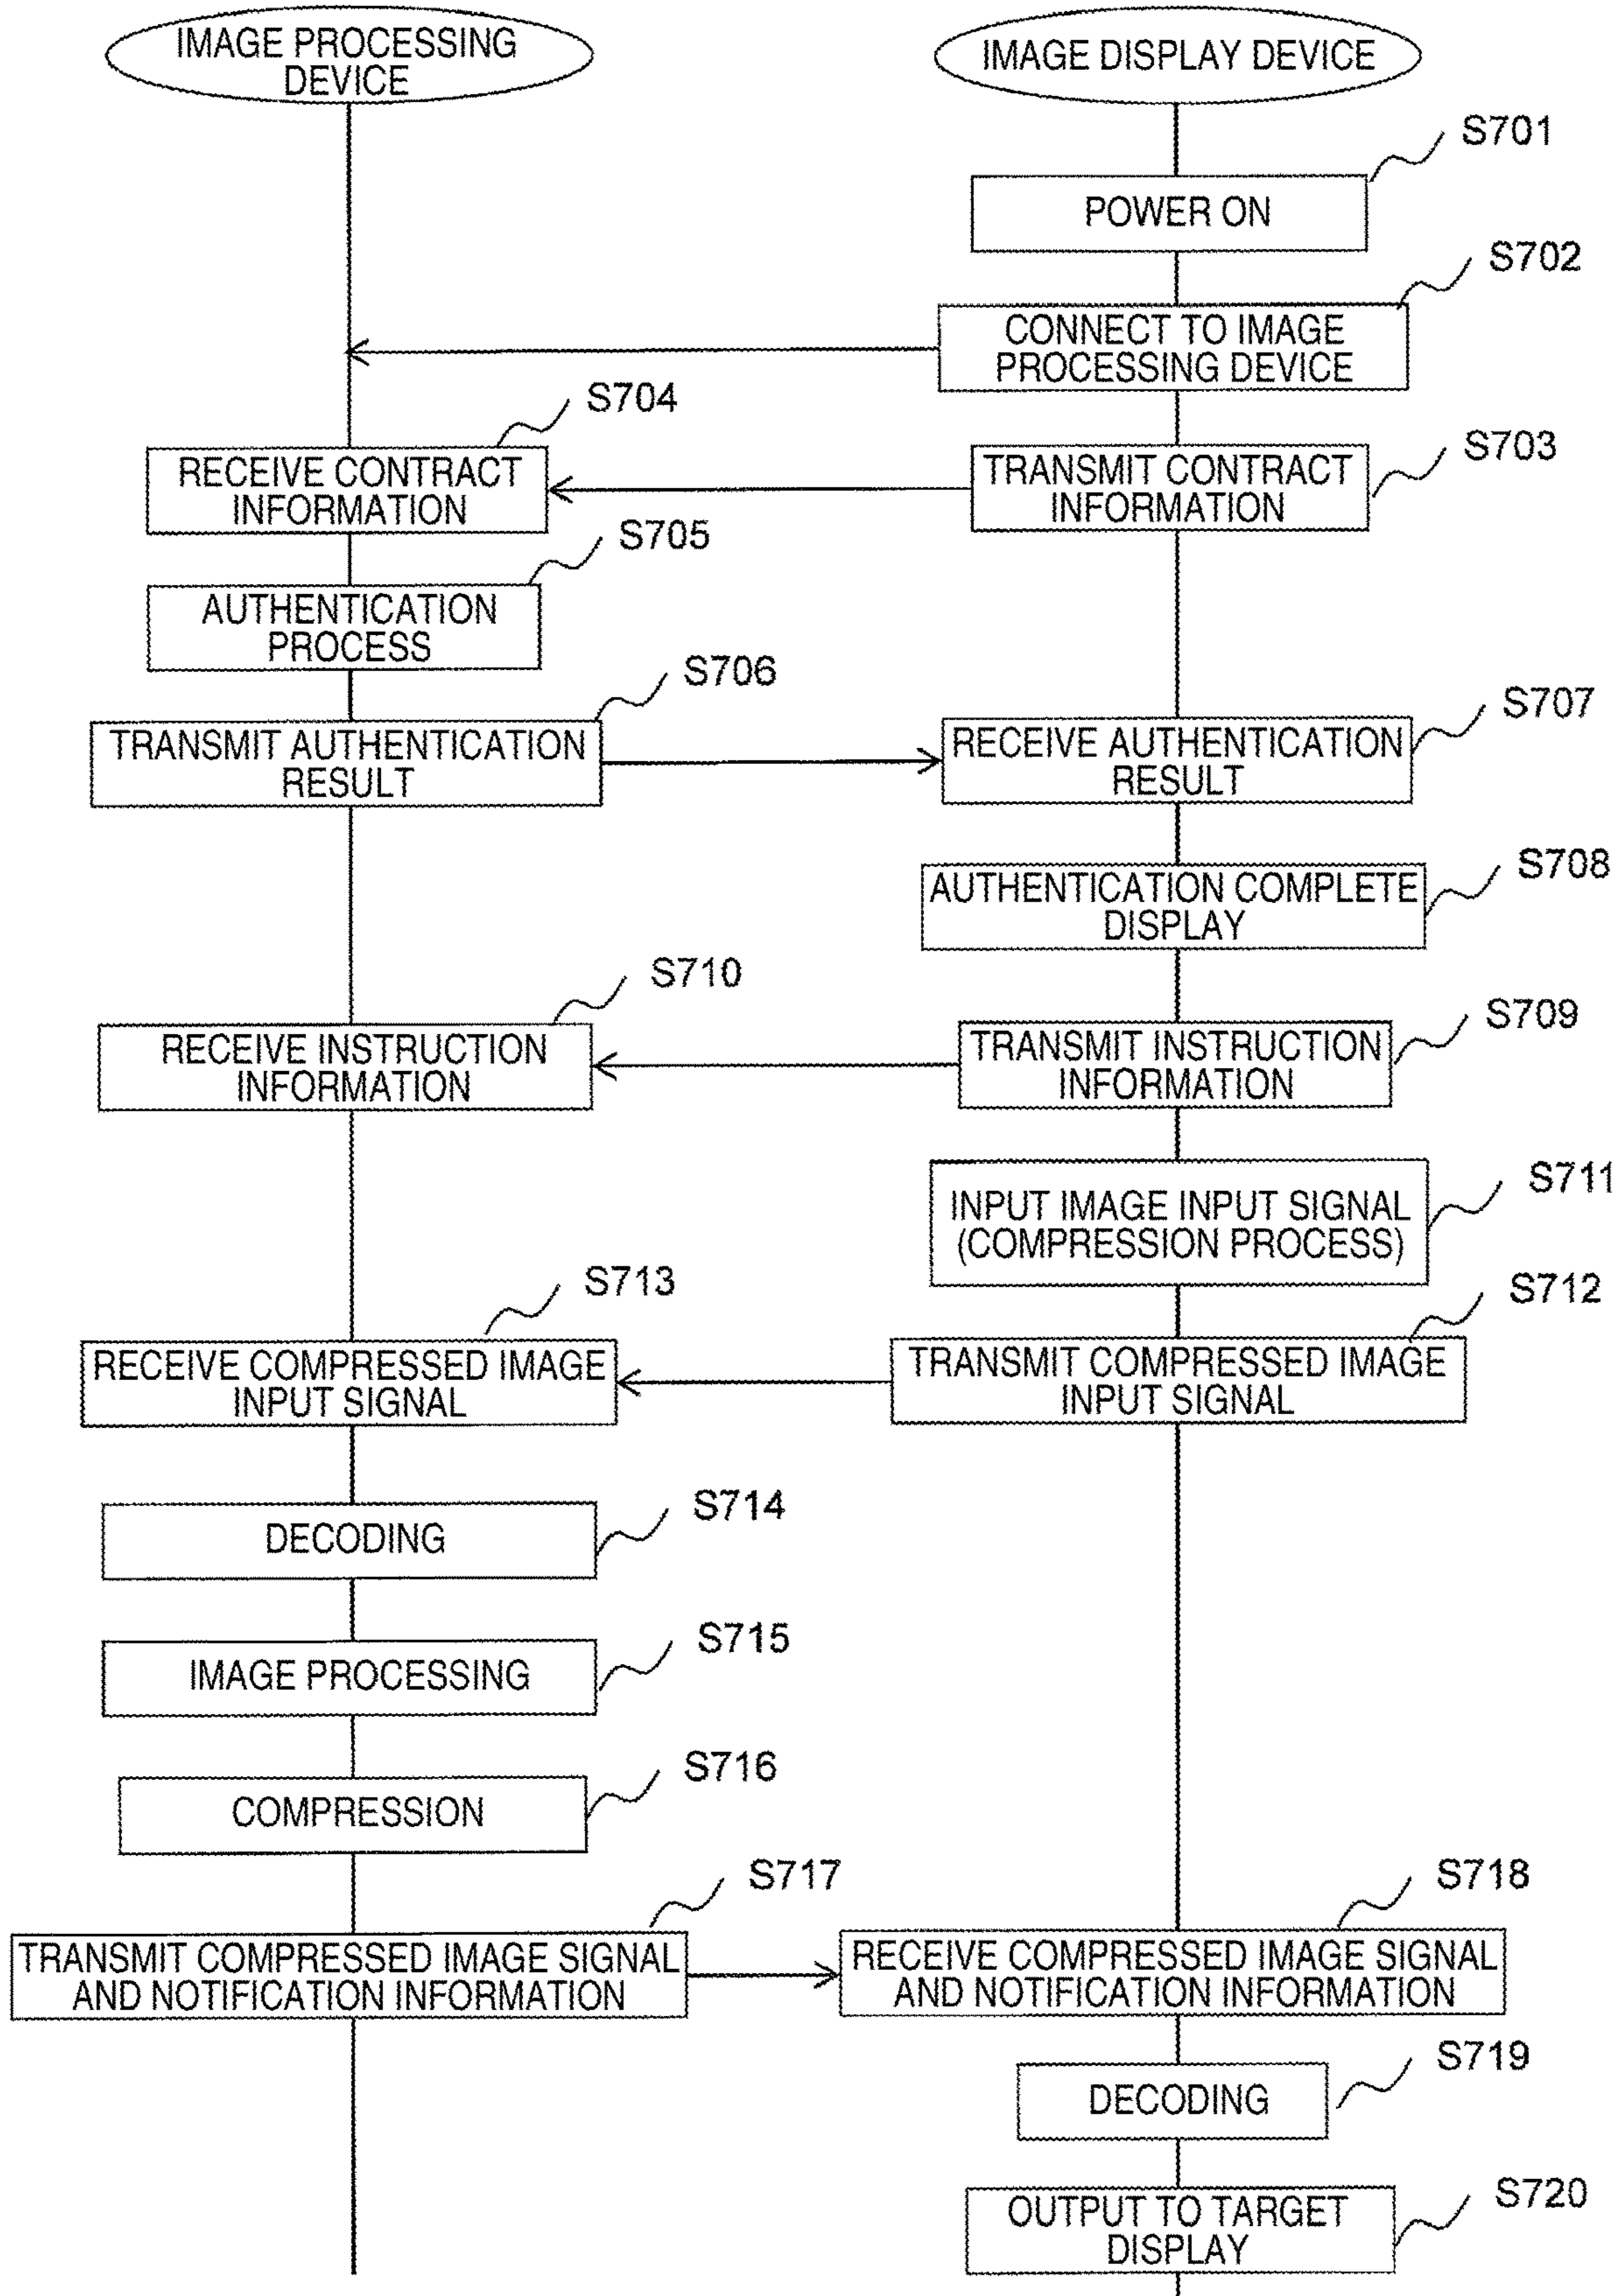 IMAGE PROCESSING
DEVICE
IMAGE DISPLAY DEVICE
S701
POWER ON
S702
CONNECT TO IMAGE
PROCESSING DEVICE
S704
RECEIVE CONTRACT
INFORMATION
S703
TRANSMIT CONTRACT
INFORMATION
S705
AUTHENTICATION
PROCESS
S706
TRANSMIT AUTHENTICATION
RESULT
S707
RECEIVE AUTHENTICATION
RESULT
S708
AUTHENTICATION COMPLETE
DISPLAY
S710
RECEIVE INSTRUCTION
INFORMATION
S709
TRANSMIT INSTRUCTION
INFORMATION
S711
INPUT IMAGE INPUT SIGNAL
(COMPRESSION PROCESS)
S713
RECEIVE COMPRESSED IMAGE
INPUT SIGNAL
S712
TRANSMIT COMPRESSED IMAGE
INPUT SIGNAL
S714
DECODING
S715
IMAGE PROCESSING
S716
COMPRESSION
S717
TRANSMIT COMPRESSED IMAGE SIGNAL
AND NOTIFICATION INFORMATION
S718
RECEIVE COMPRESSED IMAGE SIGNAL
AND NOTIFICATION INFORMATION
S719
DECODING
S720
OUTPUT TO TARGET
DISPLAY